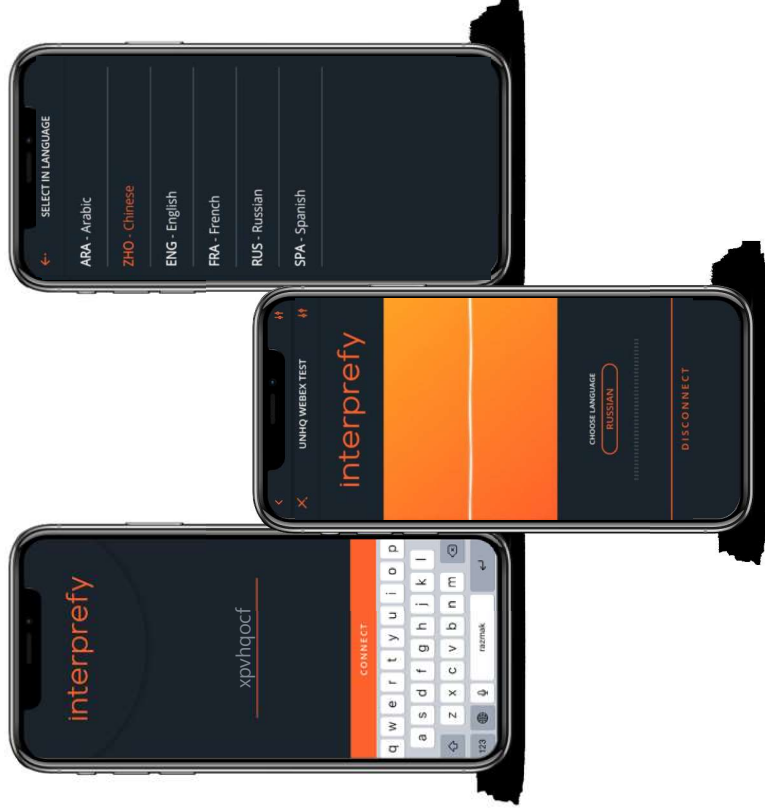 interprefy
xpvhqocf
CONNECT
q w e r t y u i o p
a s d f g h j k l
z x c v b n m
123
razmak
UNHQ WEBEX TEST
interprefy
CHOOSE LANGUAGE
RUSSIAN
DISCONNECT
SELECT IN LANGUAGE
ARA - Arabic
ZHO - Chinese
ENG - English
FRA - French
RUS - Russian
SPA - Spanish